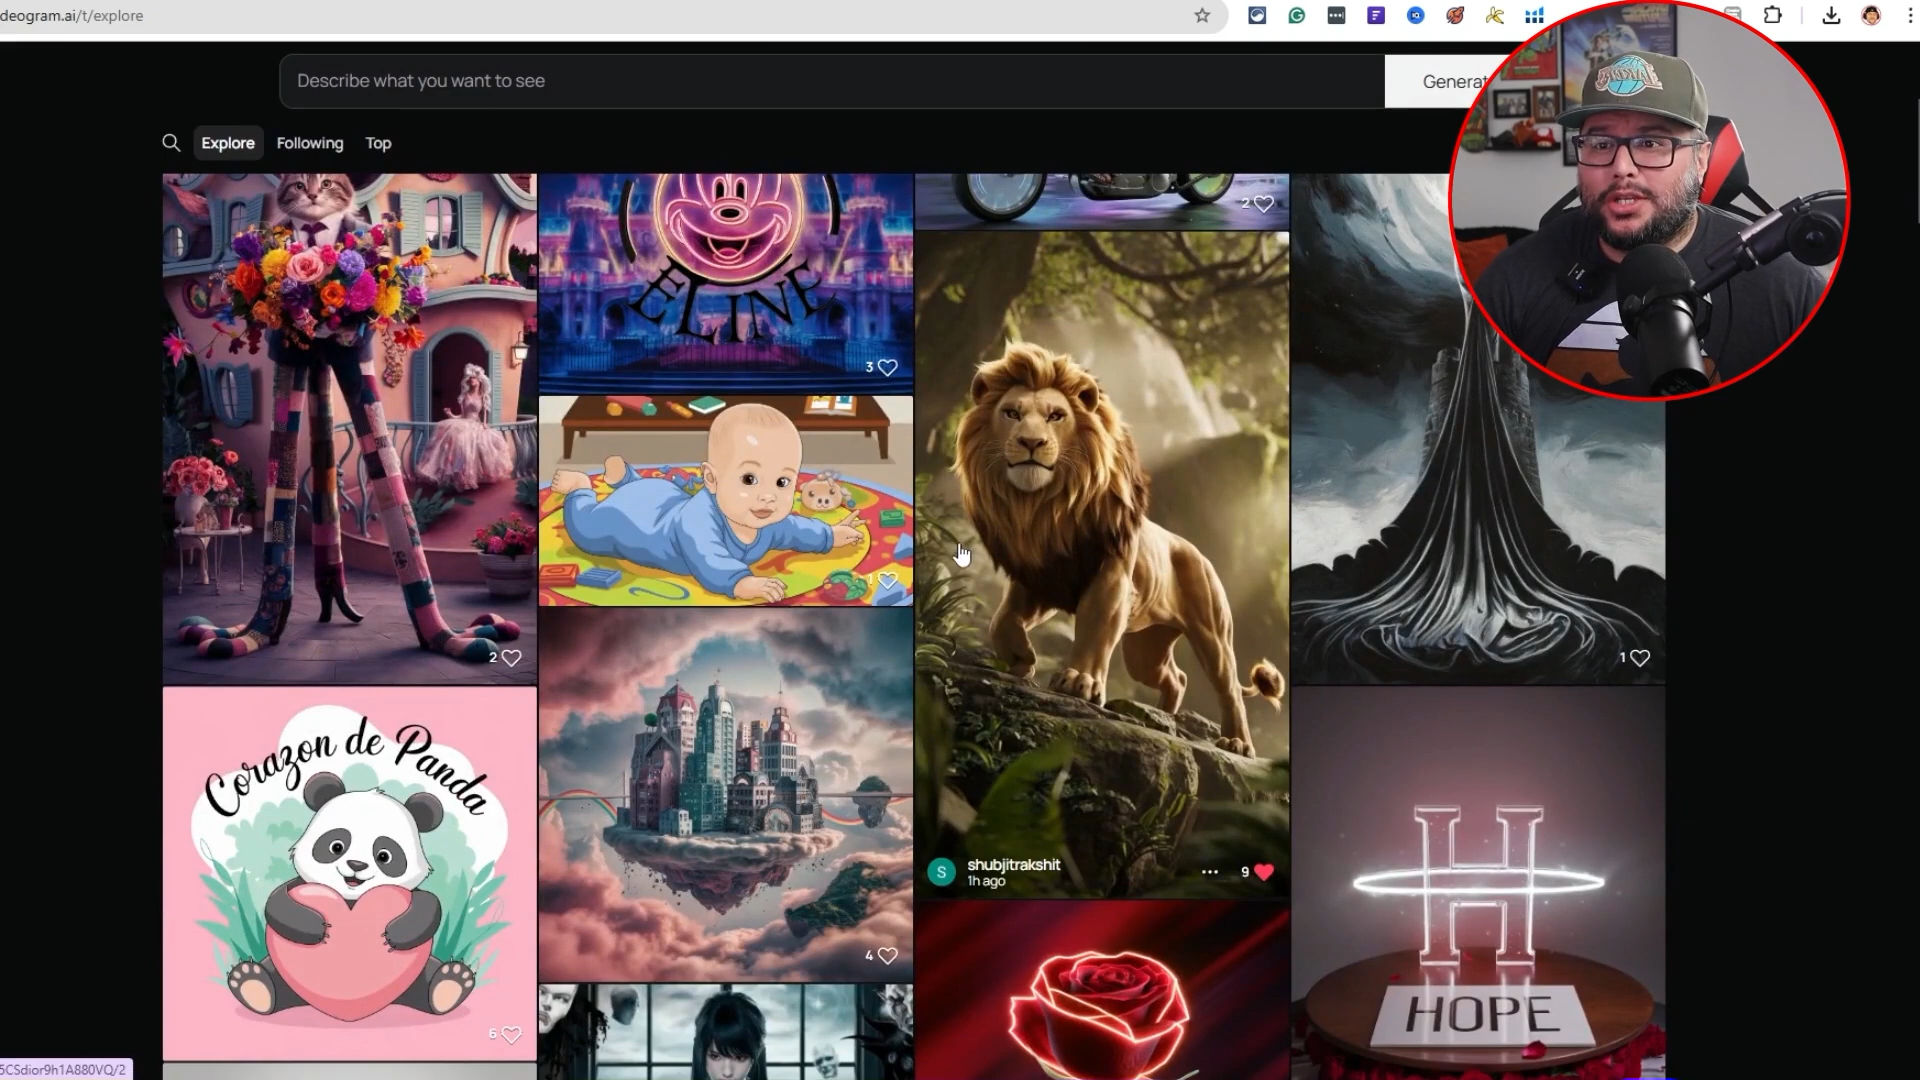 deogram.ai/t/explore
Describe what you want to see
Generat
Explore
Following
Top
2
ELINE
3
1
2
Corazon de Panda
6
4
shubjitrakshit
1h ago
S
9
1
H
HOPE
5CSdior9h1A880VQ/2